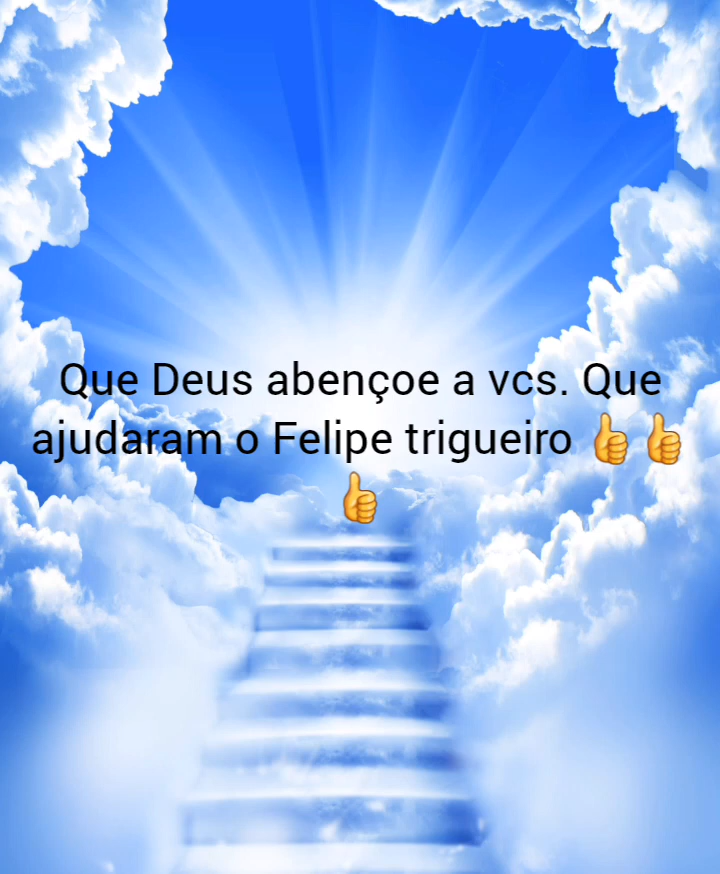 Que Deus abençoe a vcs. Que
ajudaram o Felipe trigueiro 👍👍
👍